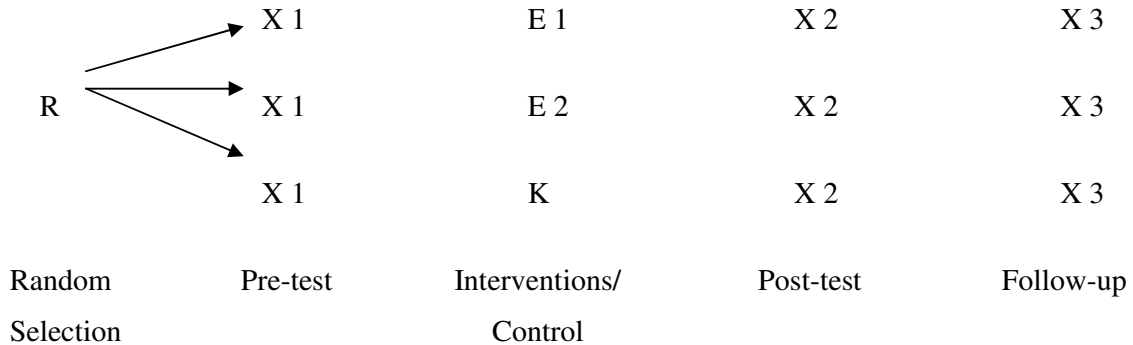 X 1 E 1 X 2 X 3
R X 1 E 2 X 2 X 3
X 1 K X 2 X 3
Random Pre-test Interventions/ Post-test Follow-up
Selection Control